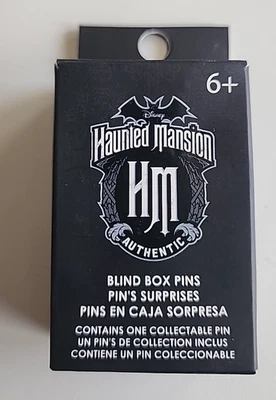 6+
Disney
Haunted Mansion
HM
AUTHENTIC
BLIND BOX PINS
PIN'S SURPRISES
PINS EN CAJA SORPRESA
CONTAINS ONE COLLECTABLE PIN
UN PIN'S DE COLLECTION INCLUS
CONTIENE UN PIN COLECCIONABLE